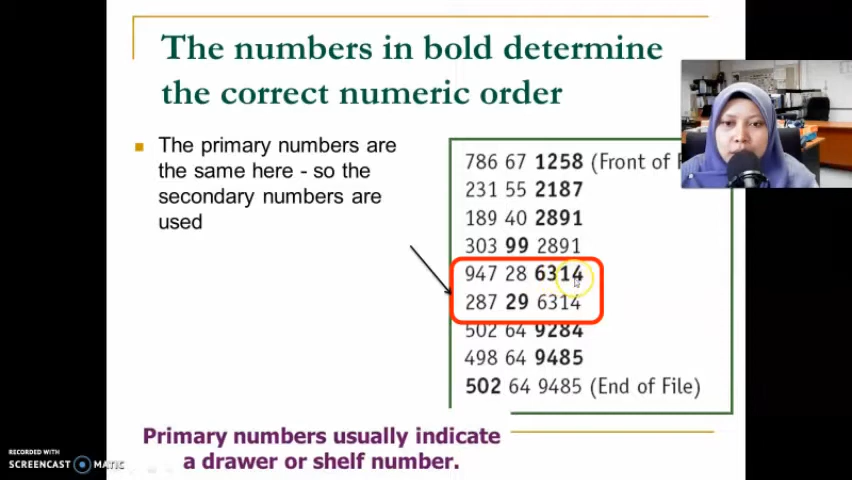 The numbers in bold determine
the correct numeric order
The primary numbers are
the same here - so the
secondary numbers are
used
786 67 1258 (Front of
231 55 2187
189 40 2891
303 99 2891
947 28 6314
287 29 6314
502 64 9284
498 64 9485
502 64 9485 (End of File)
Primary numbers usually indicate
a drawer or shelf number.
RECORDED WITH
SCREENCAST MATIC